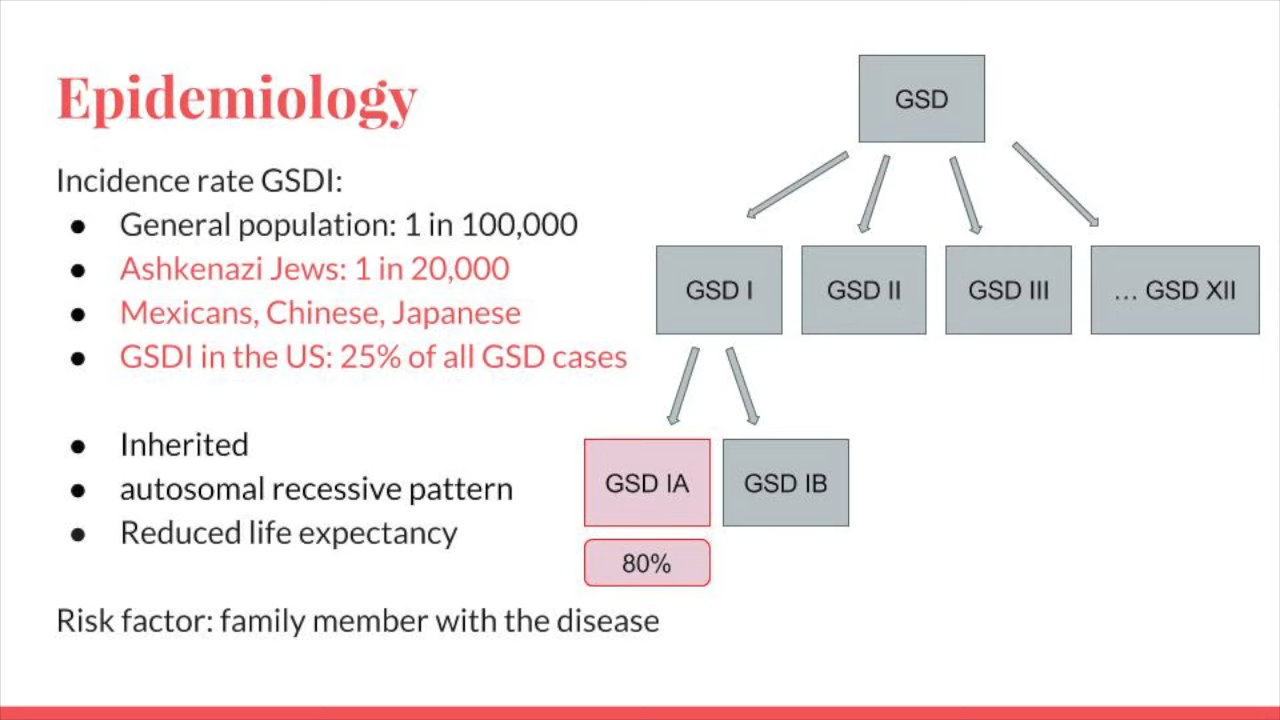 Epidemiology
Incidence rate GSDI:
● General population: 1 in 100,000
● Ashkenazi Jews: 1 in 20,000
● Mexicans, Chinese, Japanese
● GSDI in the US: 25% of all GSD cases
● Inherited
● autosomal recessive pattern
● Reduced life expectancy
Risk factor: family member with the disease
GSD
GSD I
GSD II
GSD III
... GSD XII
GSD IA
GSD IB
80%